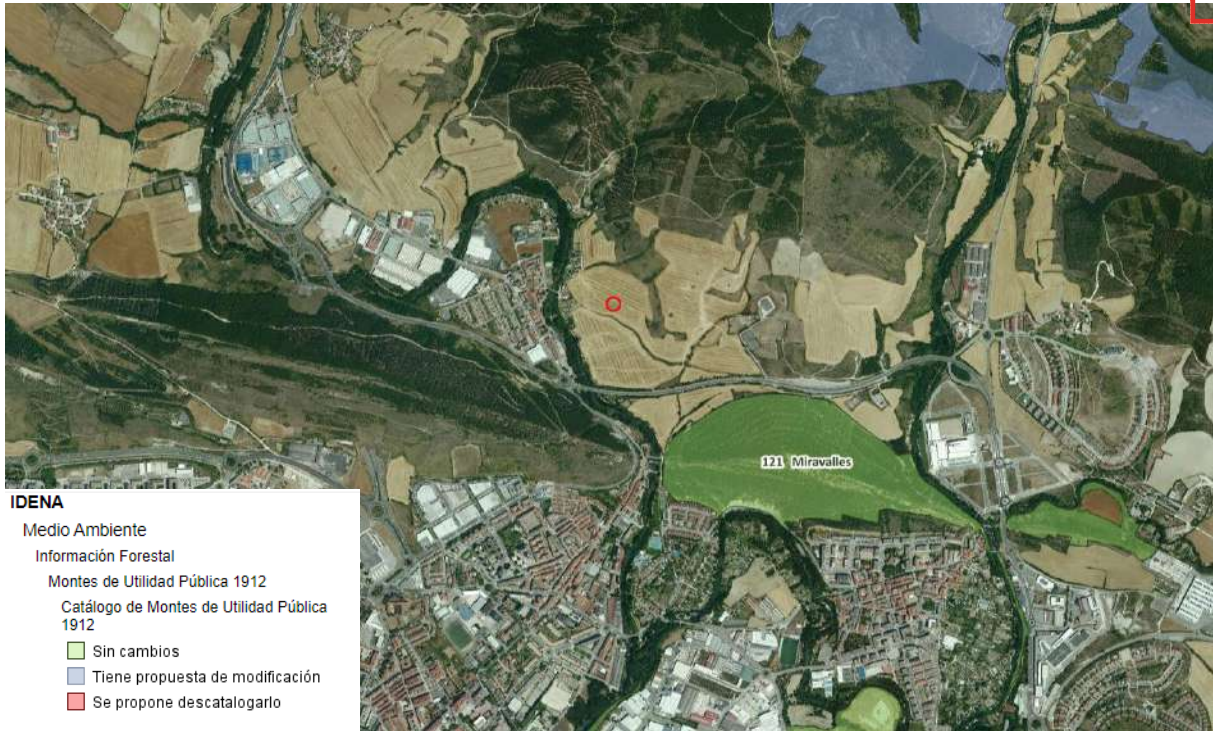 121 Miravalles
IDENA
Medio Ambiente
Información Forestal
Montes de Utilidad Pública 1912
Catálogo de Montes de Utilidad Pública
1912
Sin cambios
Tiene propuesta de modificación
Se propone descatalogarlo